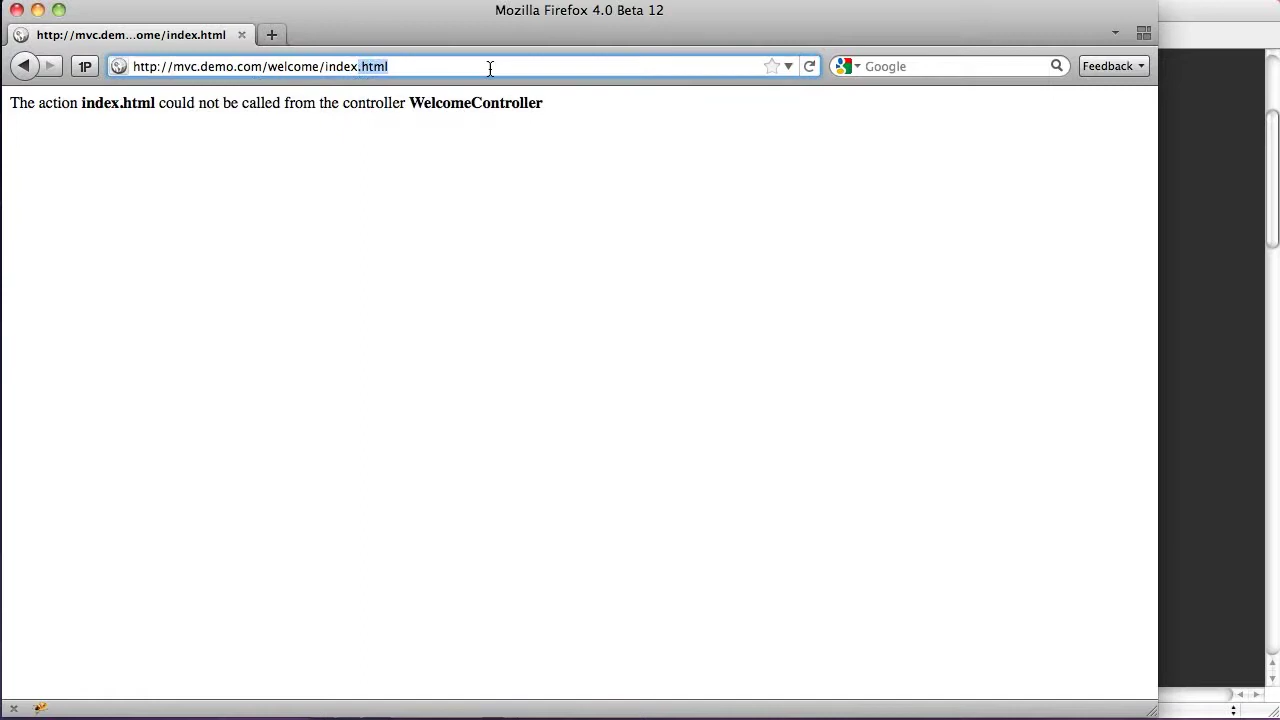 Mozilla Firefox 4.0 Beta 12
http://mvc.dem...ome/index.html
1P
http://mvc.demo.com/welcome/index.html
Google
Feedback
The action index.html could not be called from the controller WelcomeController